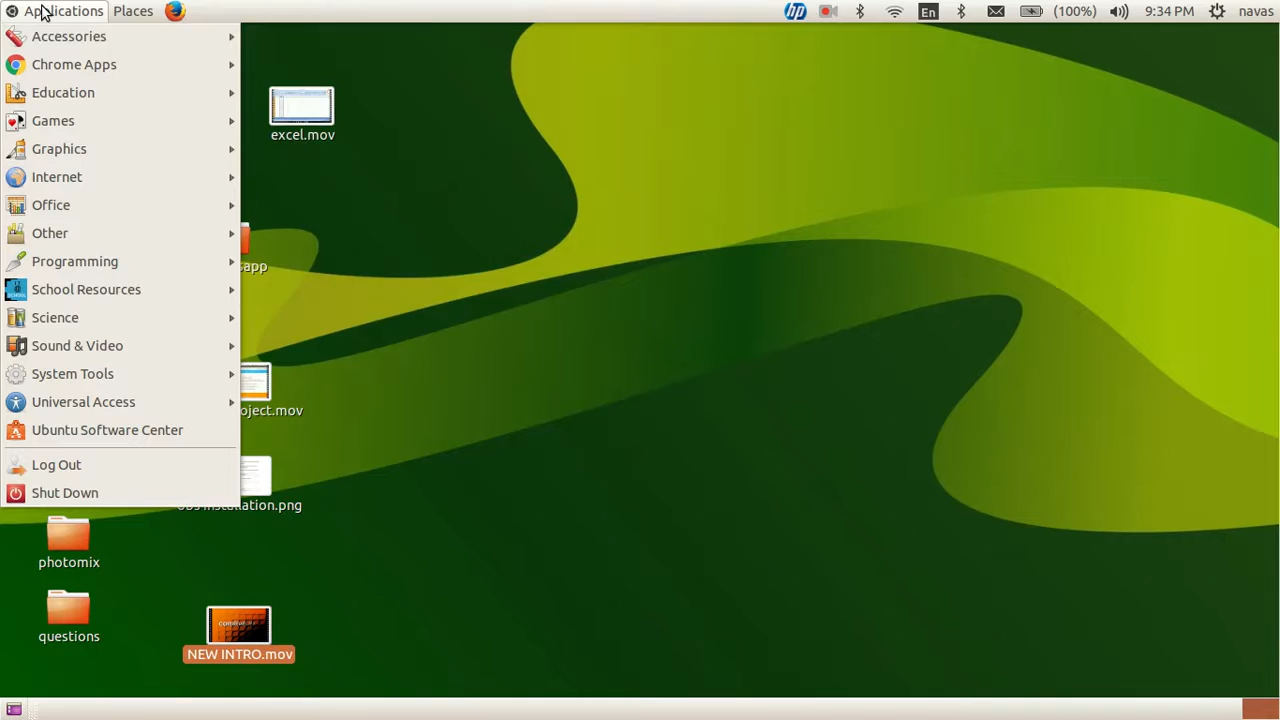 Applications Places En (100%) 9:34 PM navas
Accessories
Chrome Apps
Education
Games
Graphics
Internet
Office
Other
Programming
School Resources
Science
Sound & Video
System Tools
Universal Access
Ubuntu Software Center
Log Out
Shut Down
excel.mov
sapp
oject.mov
installation.png
photomix
questions
NEW INTRO.mov